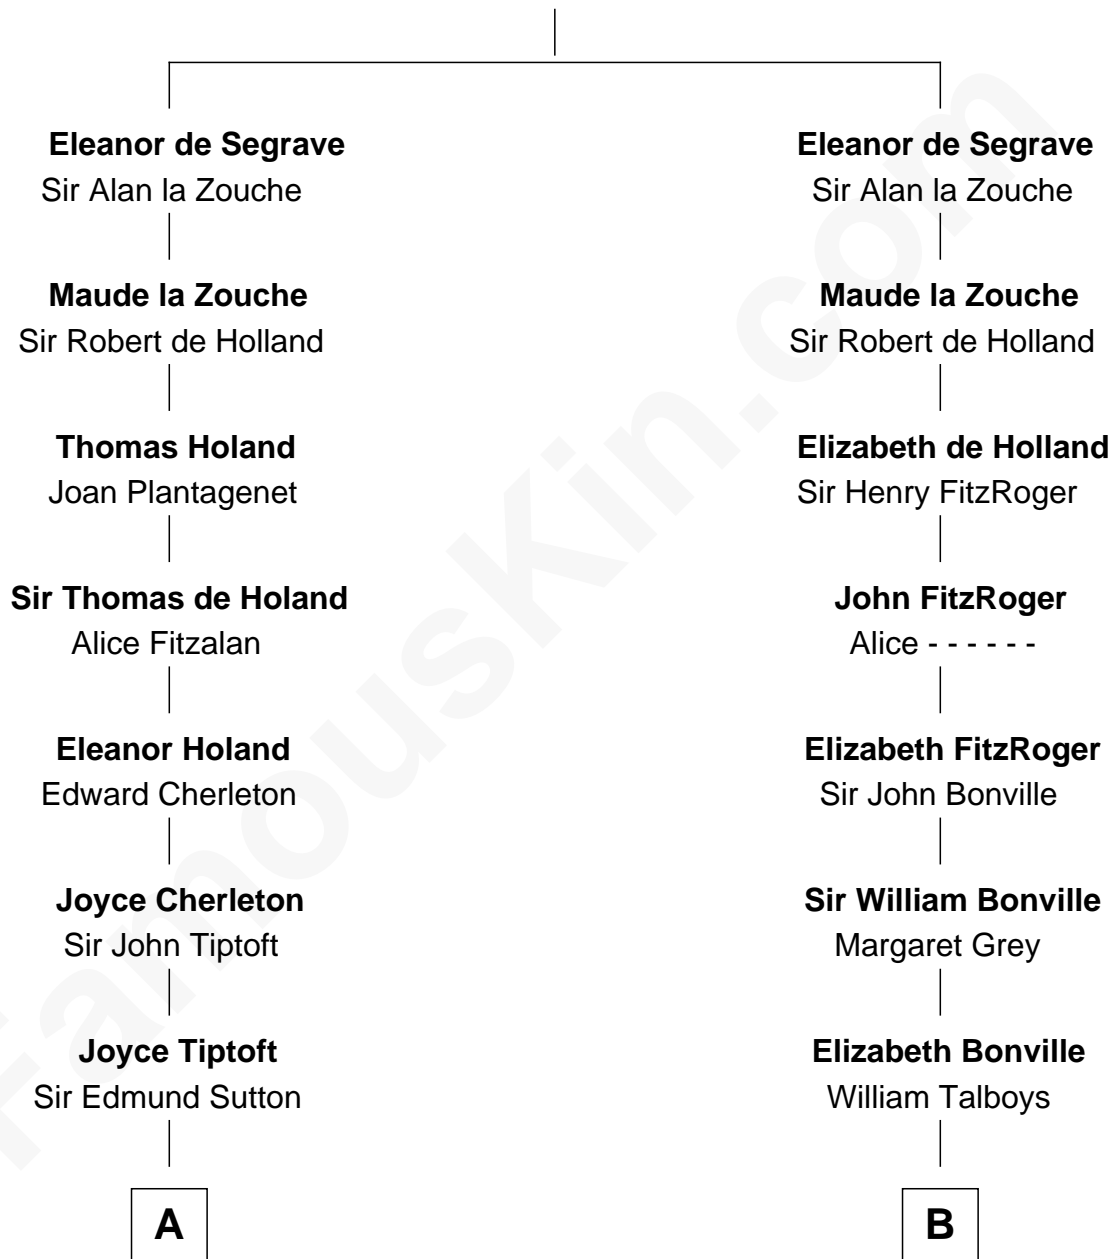 Eleanor de Segrave
Sir Alan la Zouche
Maude la Zouche
Sir Robert de Holland
Thomas Holand
Joan Plantagenet
Sir Thomas de Holand
Alice Fitzalan
Eleanor Holand
Edward Cherleton
Joyce Cherleton
Sir John Tiptoft
Joyce Tiptoft
Sir Edmund Sutton
A
Eleanor de Segrave
Sir Alan la Zouche
Maude la Zouche
Sir Robert de Holland
Elizabeth de Holland
Sir Henry FitzRoger
John FitzRoger
Alice - - - - - -
Elizabeth FitzRoger
Sir John Bonville
Sir William Bonville
Margaret Grey
Elizabeth Bonville
William Talboys
B
FamousKin.com